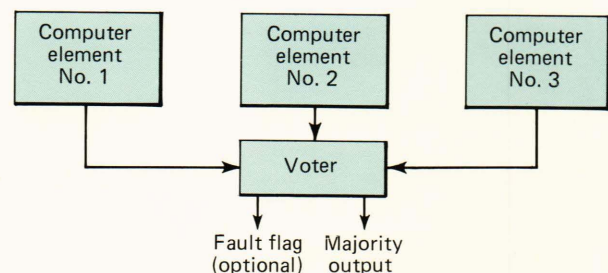 Computer
element
No. 1
Computer
element
No. 2
Computer
element
No. 3
Voter
Fault flag
(optional)
Majority
output